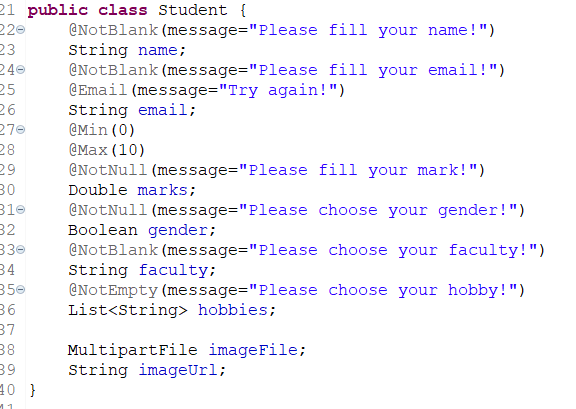 21 public class Student {
22 @NotBlank(message="Please fill your name!")
23 String name;
24 @NotBlank(message="Please fill your email!")
25 @Email(message="Try again!")
26 String email;
27 @Min(0)
28 @Max(10)
29 @NotNull(message="Please fill your mark!")
30 Double marks;
31 @NotNull(message="Please choose your gender!")
32 Boolean gender;
33 @NotBlank(message="Please choose your faculty!")
34 String faculty;
35 @NotEmpty(message="Please choose your hobby!")
36 List<String> hobbies;
37
38 MultipartFile imageFile;
39 String imageUrl;
40 }